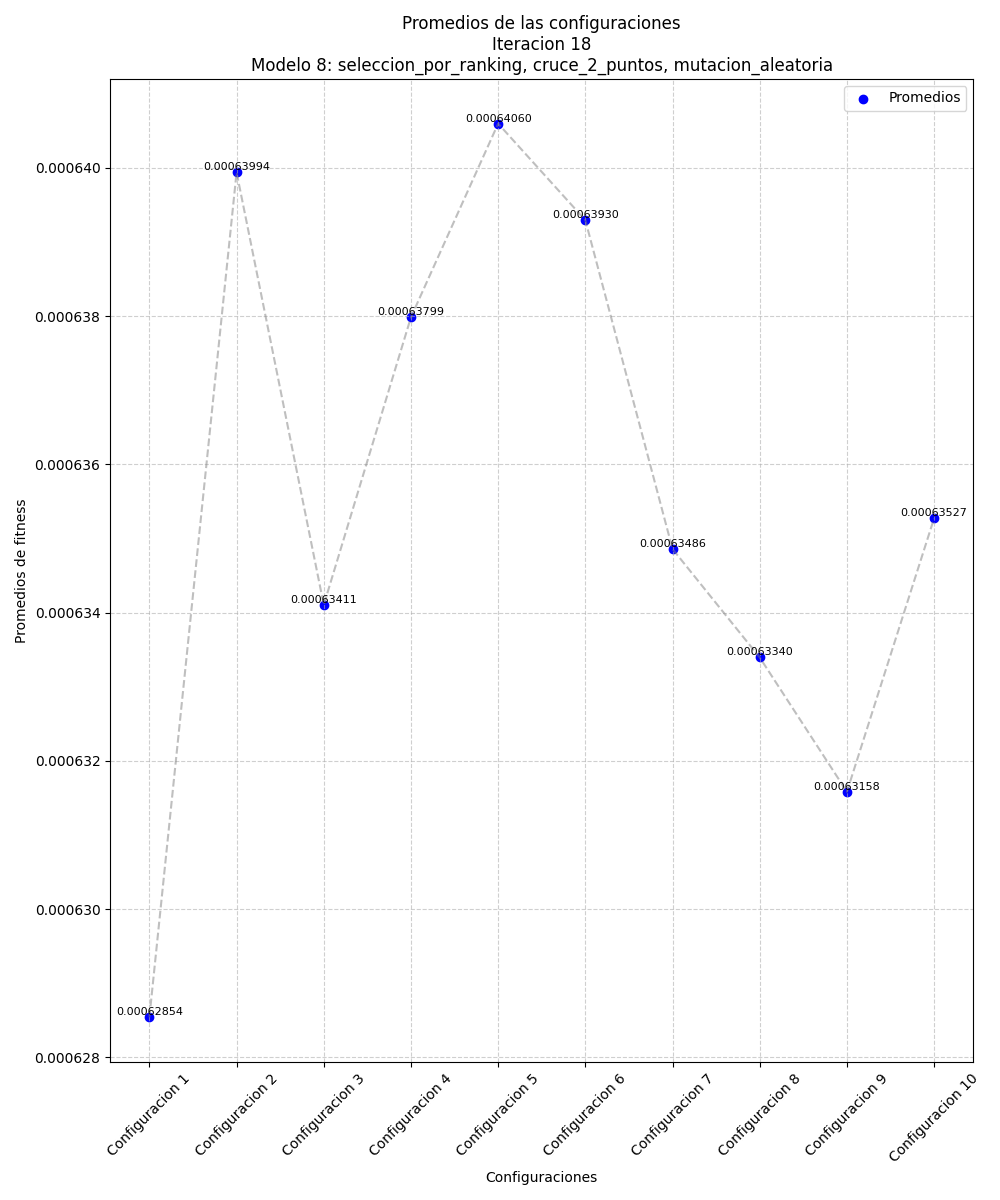 Promedios de las configuraciones
Iteracion 18
Modelo 8: seleccion_por_ranking, cruce_2_puntos, mutacion_aleatoria
Promedios
0.00064060
0.00063994
0.00063930
0.00063799
0.00063527
0.00063486
0.00063411
0.00063340
0.00063158
0.00062854
0.000640
0.000638
0.000636
0.000634
0.000632
0.000630
0.000628
Promedios de fitness
Configuracion 1
Configuracion 2
Configuracion 3
Configuracion 4
Configuracion 5
Configuracion 6
Configuracion 7
Configuracion 8
Configuracion 9
Configuracion 10
Configuraciones